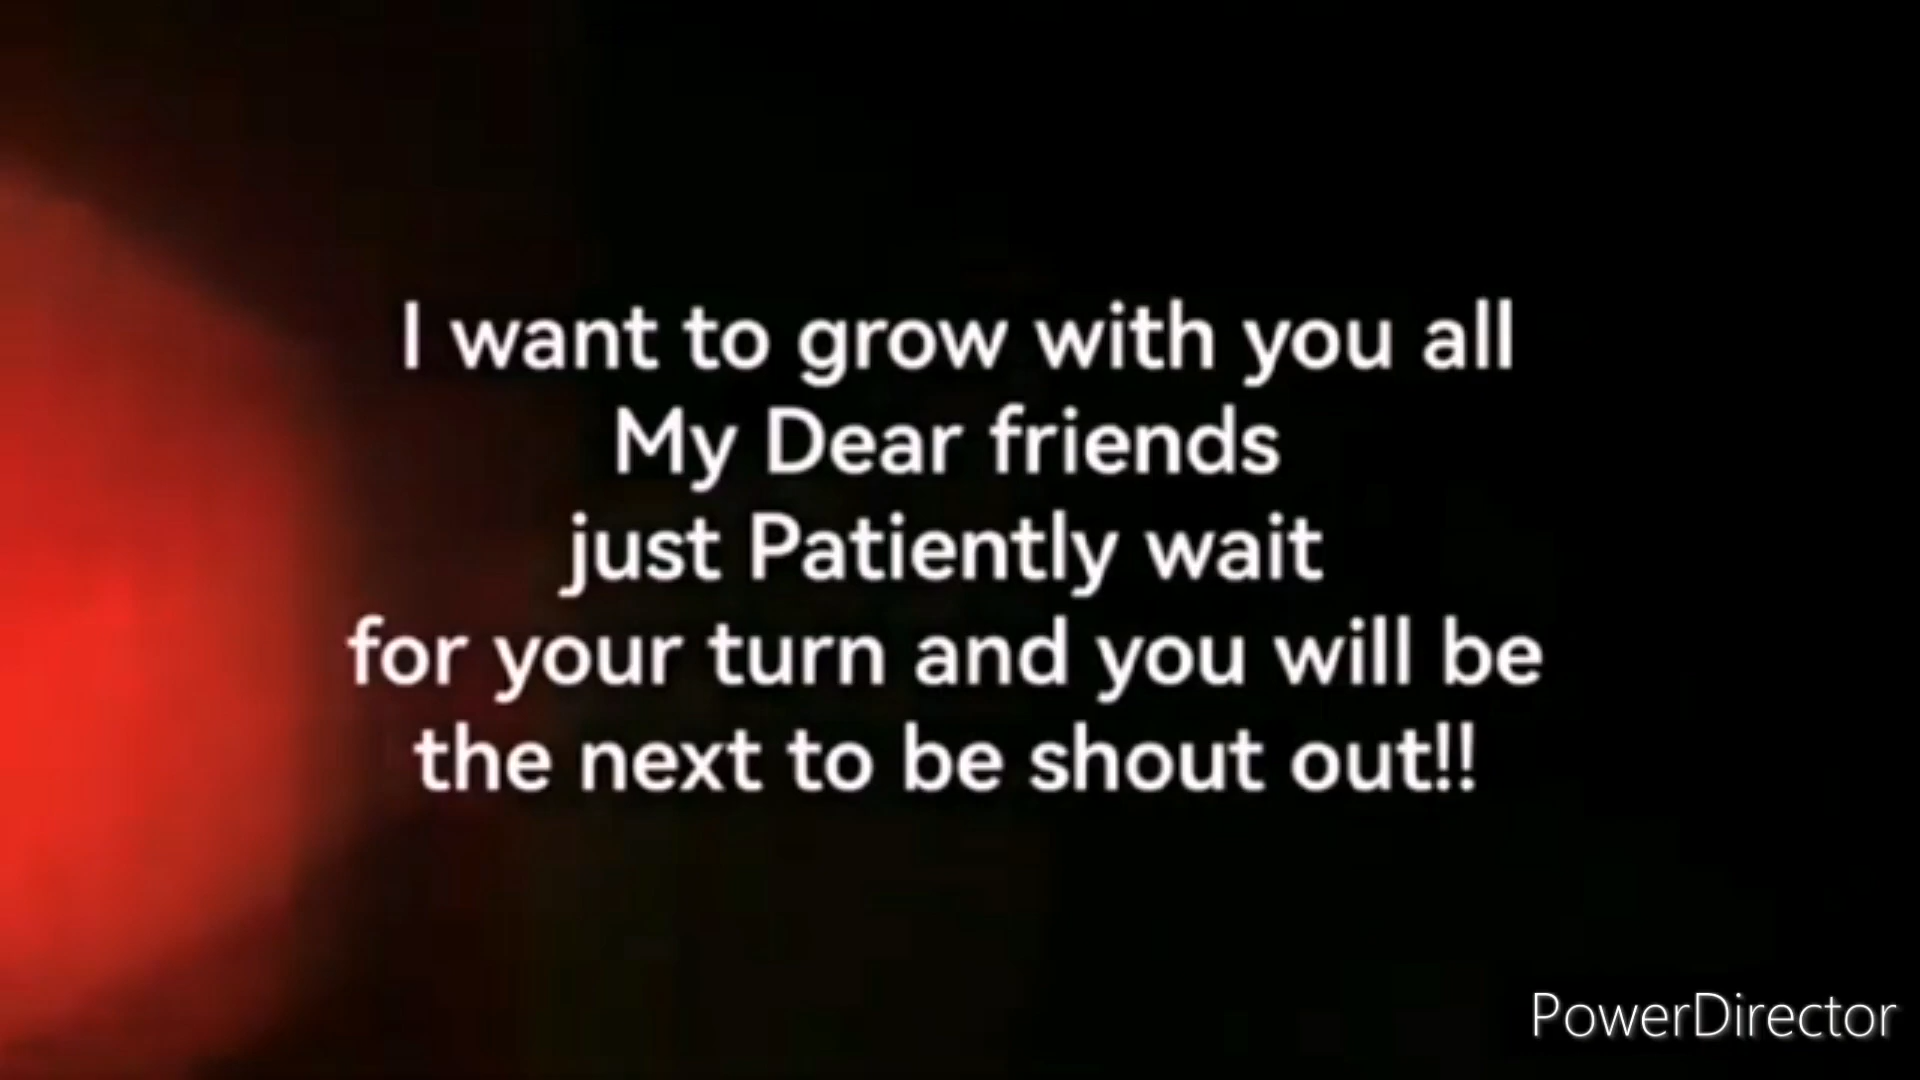 I want to grow with you all
My Dear friends
just Patiently wait
for your turn and you will be
the next to be shout out!!
PowerDirector